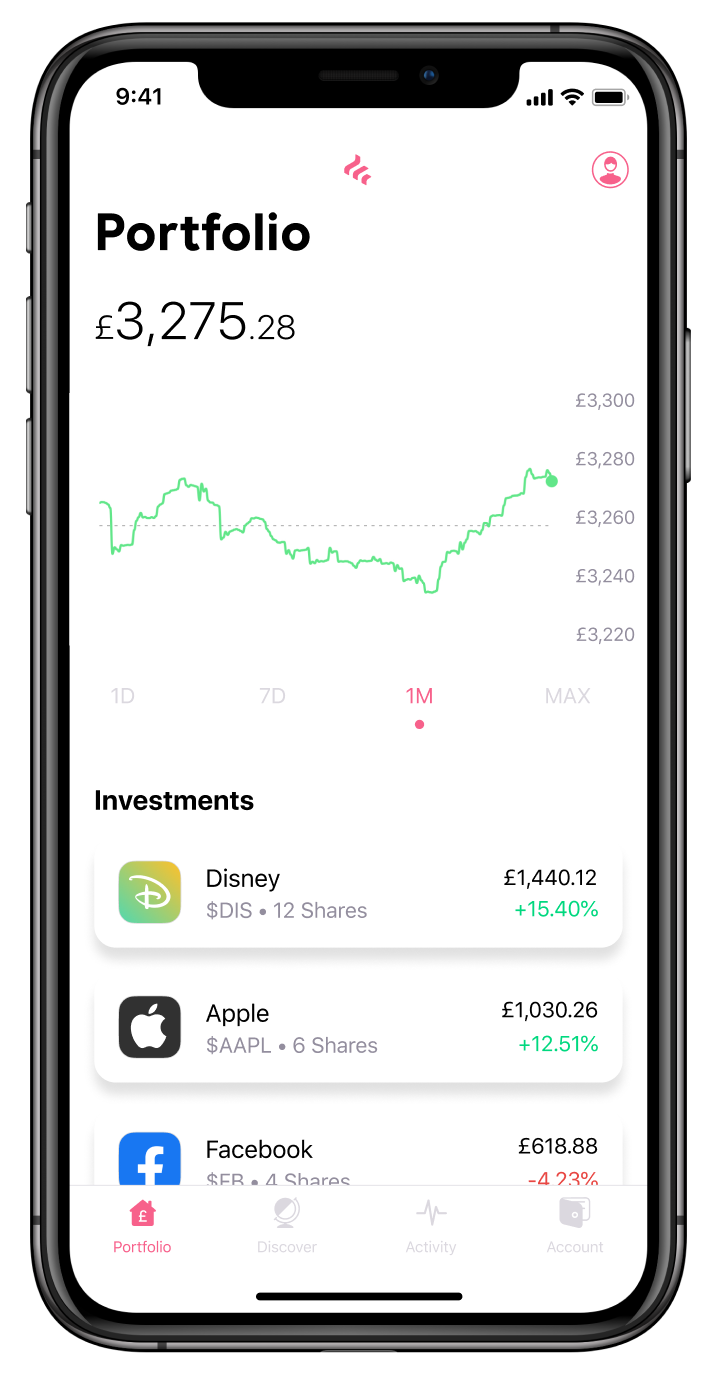 9:41
Portfolio
£3,275.28
£3,300
£3,280
£3,260
£3,240
£3,220
1D 7D 1M MAX
Investments
Disney £1,440.12
$DIS • 12 Shares +15.40%
Apple £1,030.26
$AAPL • 6 Shares +12.51%
Facebook £618.88
$FB • 4 Shares -4.23%
£
Portfolio Discover Activity Account